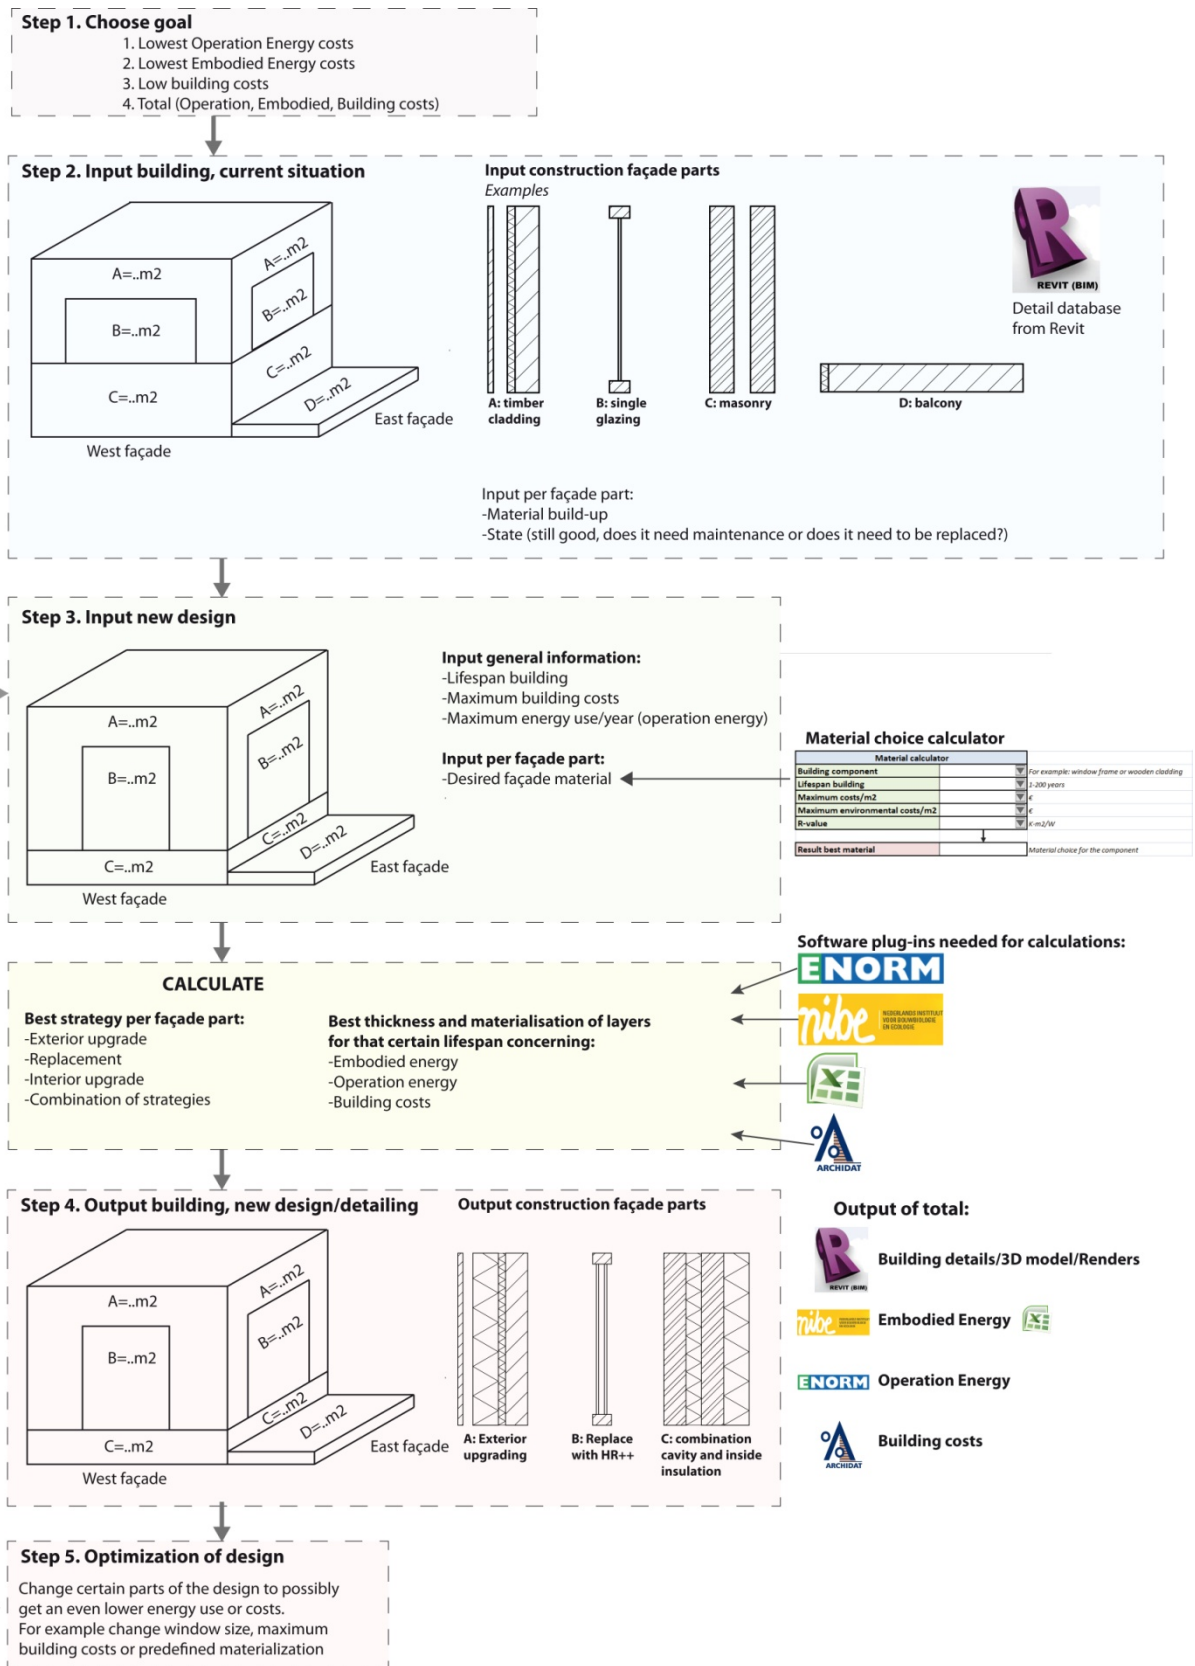 Step 1. Choose goal
1. Lowest Operation Energy costs
2. Lowest Embodied Energy costs
3. Low building costs
4. Total (Operation, Embodied, Building costs)
Step 2. Input building, current situation
A=..m2
B=..m2
C=..m2
A=..m2
B=..m2
C=..m2
D=..m2
East façade
West façade
Input construction façade parts
Examples
A: timber
cladding
B: single
glazing
C: masonry
D: balcony
R
REVIT (BIM)
Detail database
from Revit
Input per façade part:
-Material build-up
-State (still good, does it need maintenance or does it need to be replaced?)
Step 3. Input new design
A=..m2
B=..m2
C=..m2
A=..m2
B=..m2
C=..m2
D=..m2
East façade
West façade
Input general information:
-Lifespan building
-Maximum building costs
-Maximum energy use/year (operation energy)
Input per façade part:
-Desired façade material
Material choice calculator
Material calculator
Building component
For example: window frame or wooden cladding
Lifespan building
1-200 years
Maximum costs/m2
€
Maximum environmental costs/m2
€
R-value
K·m2/W
Result best material
Material choice for the component
CALCULATE
Best strategy per façade part:
-Exterior upgrade
-Replacement
-Interior upgrade
-Combination of strategies
Best thickness and materialisation of layers
for that certain lifespan concerning:
-Embodied energy
-Operation energy
-Building costs
Software plug-ins needed for calculations:
ENORM
nibe
NEDERLANDS INSTITUUT
VOOR BOUWBIOLOGIE
EN ECOLOGIE
X
ARCHIDAT
Step 4. Output building, new design/detailing
A=..m2
B=..m2
C=..m2
A=..m2
B=..m2
C=..m2
D=..m2
East façade
West façade
Output construction façade parts
A: Exterior
upgrading
B: Replace
with HR++
C: combination
cavity and inside
insulation
Output of total:
R
REVIT (BIM)
Building details/3D model/Renders
nibe
Embodied Energy
X
ENORM
Operation Energy
ARCHIDAT
Building costs
Step 5. Optimization of design
Change certain parts of the design to possibly
get an even lower energy use or costs.
For example change window size, maximum
building costs or predefined materialization